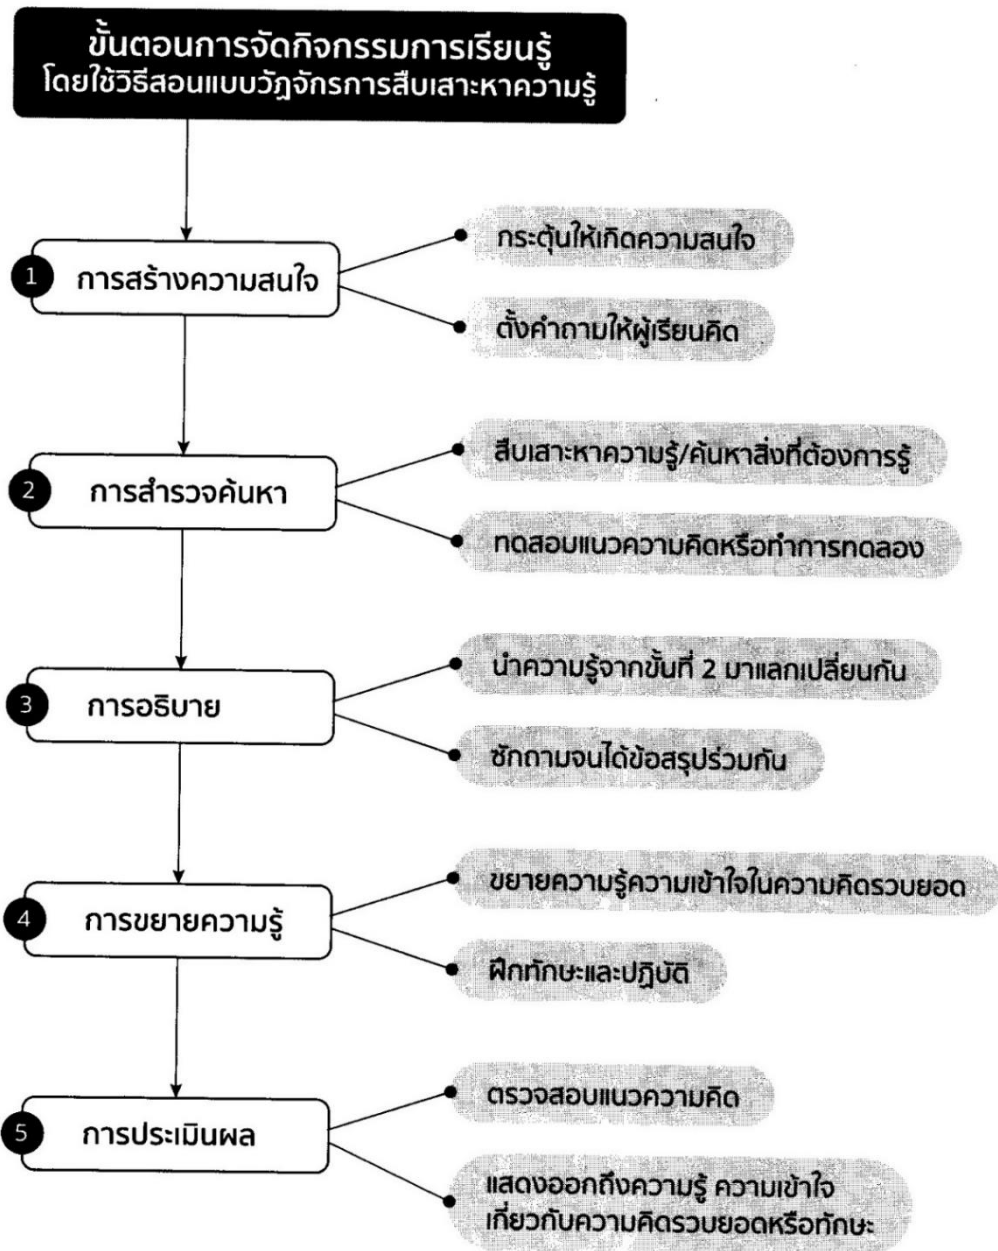 ขั้นตอนการจัดกิจกรรมการเรียนรู้
โดยใช้วิธีสอนแบบวัฏจักรการสืบเสาะหาความรู้
1 การสร้างความสนใจ
กระตุ้นให้เกิดความสนใจ
ตั้งคำถามให้ผู้เรียนคิด
2 การสำรวจค้นหา
สืบเสาะหาความรู้/ค้นหาสิ่งที่ต้องการรู้
ทดสอบแนวความคิดหรือทำการทดลอง
3 การอธิบาย
นำความรู้จากขั้นที่ 2 มาแลกเปลี่ยนกัน
ซักถามจนได้ข้อสรุปร่วมกัน
4 การขยายความรู้
ขยายความรู้ความเข้าใจในความคิดรวบยอด
ฝึกทักษะและปฏิบัติ
5 การประเมินผล
ตรวจสอบแนวความคิด
แสดงออกถึงความรู้ ความเข้าใจ
เกี่ยวกับความคิดรวบยอดหรือทักษะ